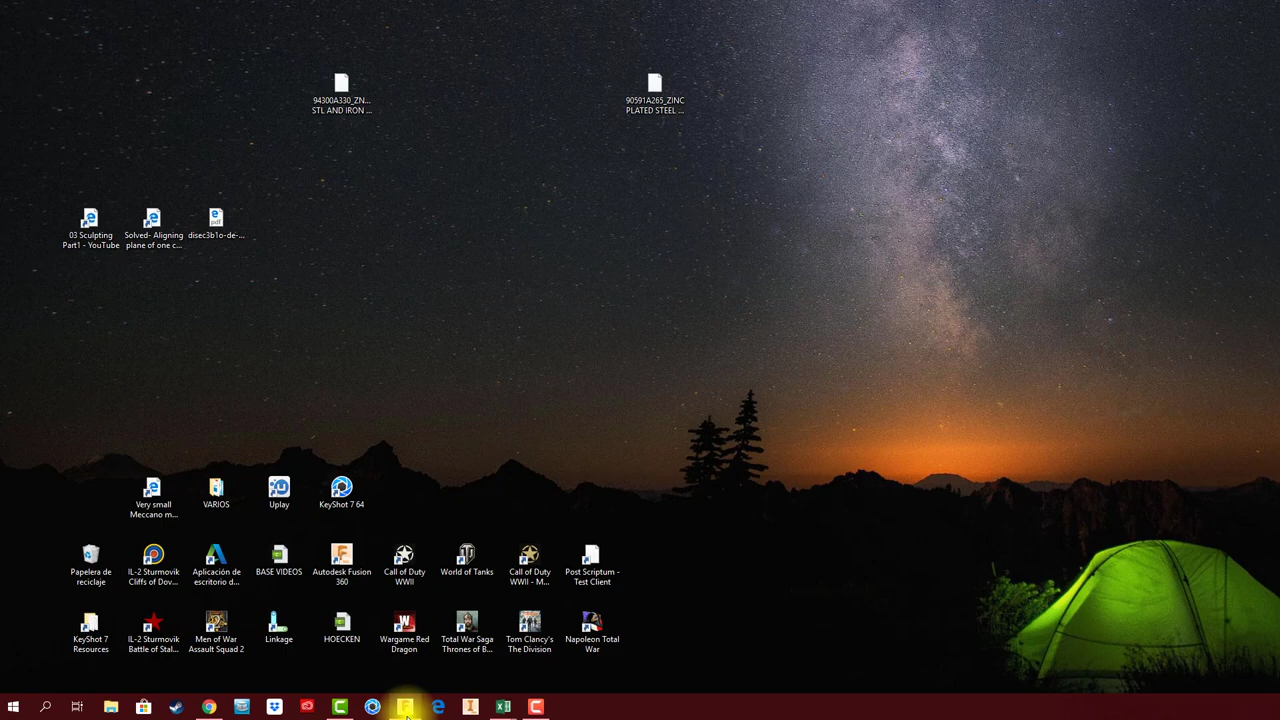 94300A330_ZN...
STL AND IRON ...
90591A265_ZINC
PLATED STEEL ...
03 Sculpting
Part1 - YouTube
Solved- Aligning
plane of one c...
pdf
disec3b1o-de-...
Very small
Meccano m...
VARIOS
Uplay
KeyShot 7 64
Papelera de
reciclaje
IL-2 Sturmovik
Cliffs of Dov...
Aplicación de
escritorio d...
BASE VIDEOS
Autodesk Fusion
360
Call of Duty
WWII
World of Tanks
Call of Duty
WWII - M...
Post Scriptum -
Test Client
KeyShot 7
Resources
IL-2 Sturmovik
Battle of Stal...
Men of War
Assault Squad 2
Linkage
HOECKEN
Wargame Red
Dragon
Total War Saga
Thrones of B...
Tom Clancy's
The Division
Napoleon Total
War